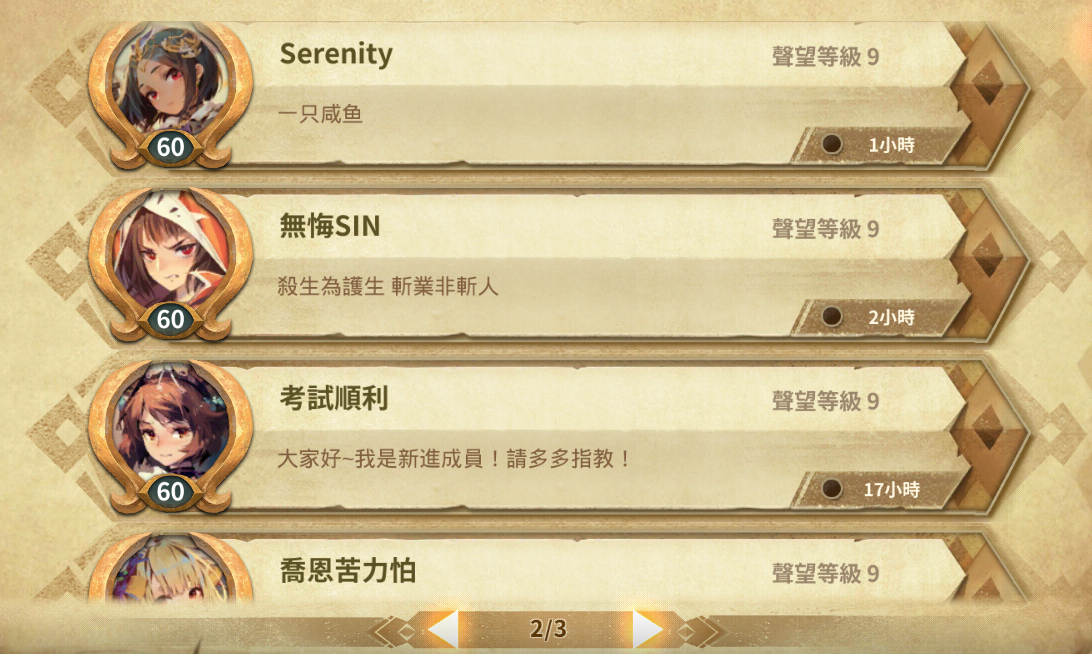 Serenity
聲望等級 9
一只咸鱼
60
1小時
無悔SIN
聲望等級 9
殺生為護生 斬業非斬人
60
2小時
考試順利
聲望等級 9
大家好~我是新進成員！請多多指教！
60
17小時
喬恩苦力怕
聲望等級 9
2/3